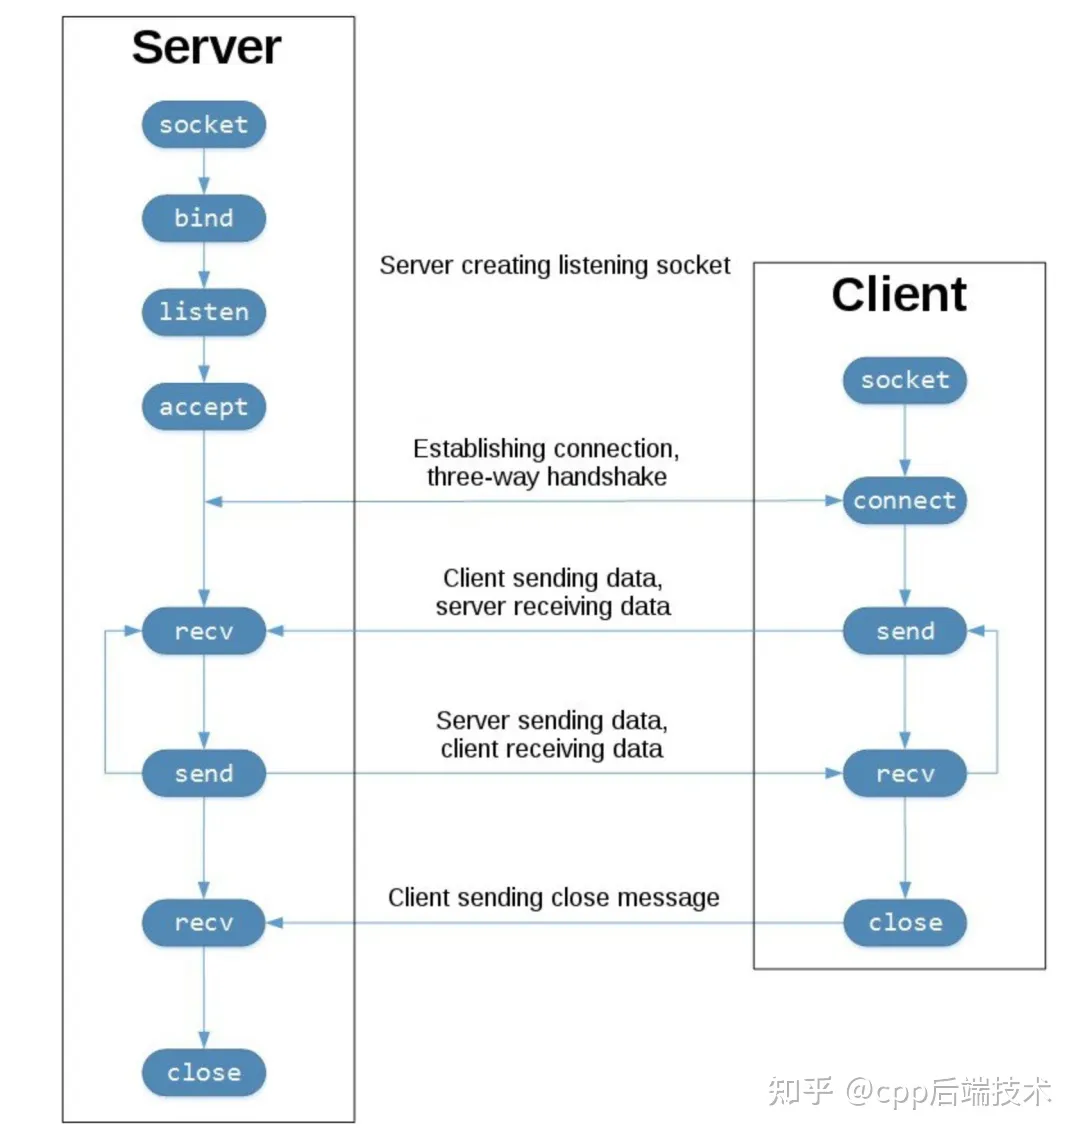 Server
socket
bind
listen
accept
recv
send
recv
close
Server creating listening socket
Establishing connection,
three-way handshake
Client sending data,
server receiving data
Server sending data,
client receiving data
Client sending close message
Client
socket
connect
send
recv
close
知乎 @cpp后端技术